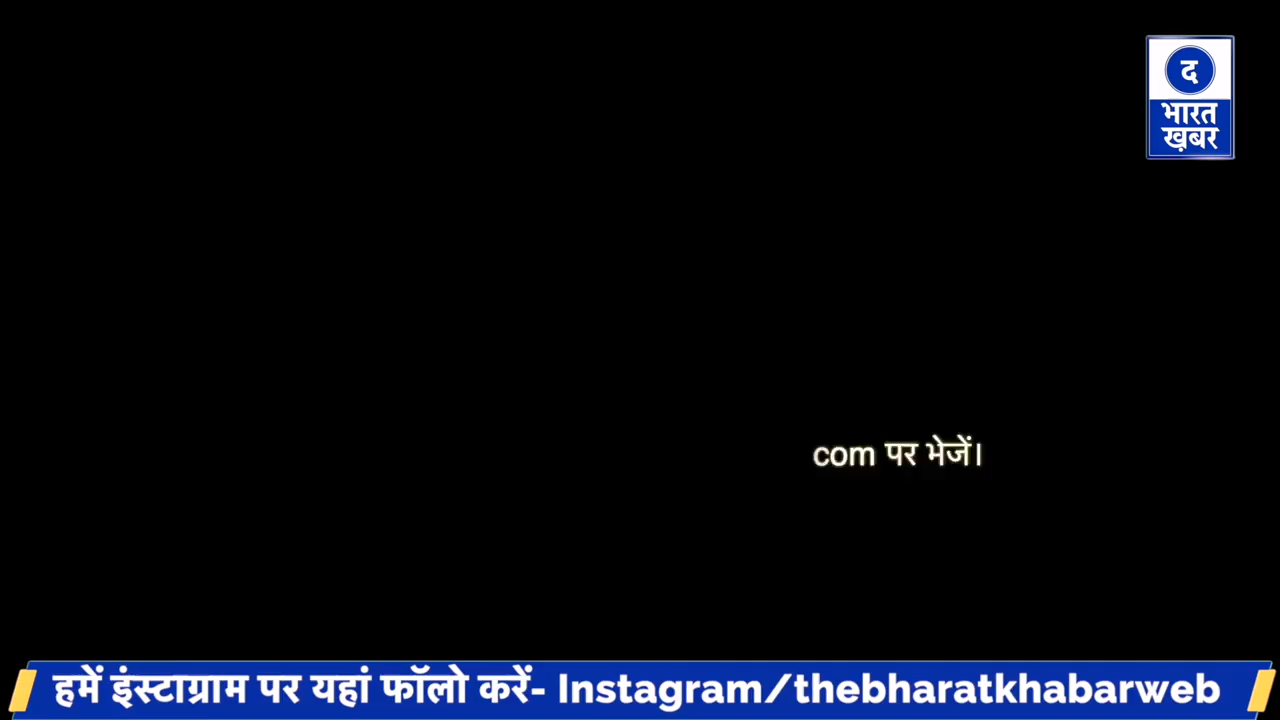 द
भारत
ख़बर
com पर भेजें।
हमें इंस्टाग्राम पर यहां फॉलो करें- Instagram/thebharatkhabarweb